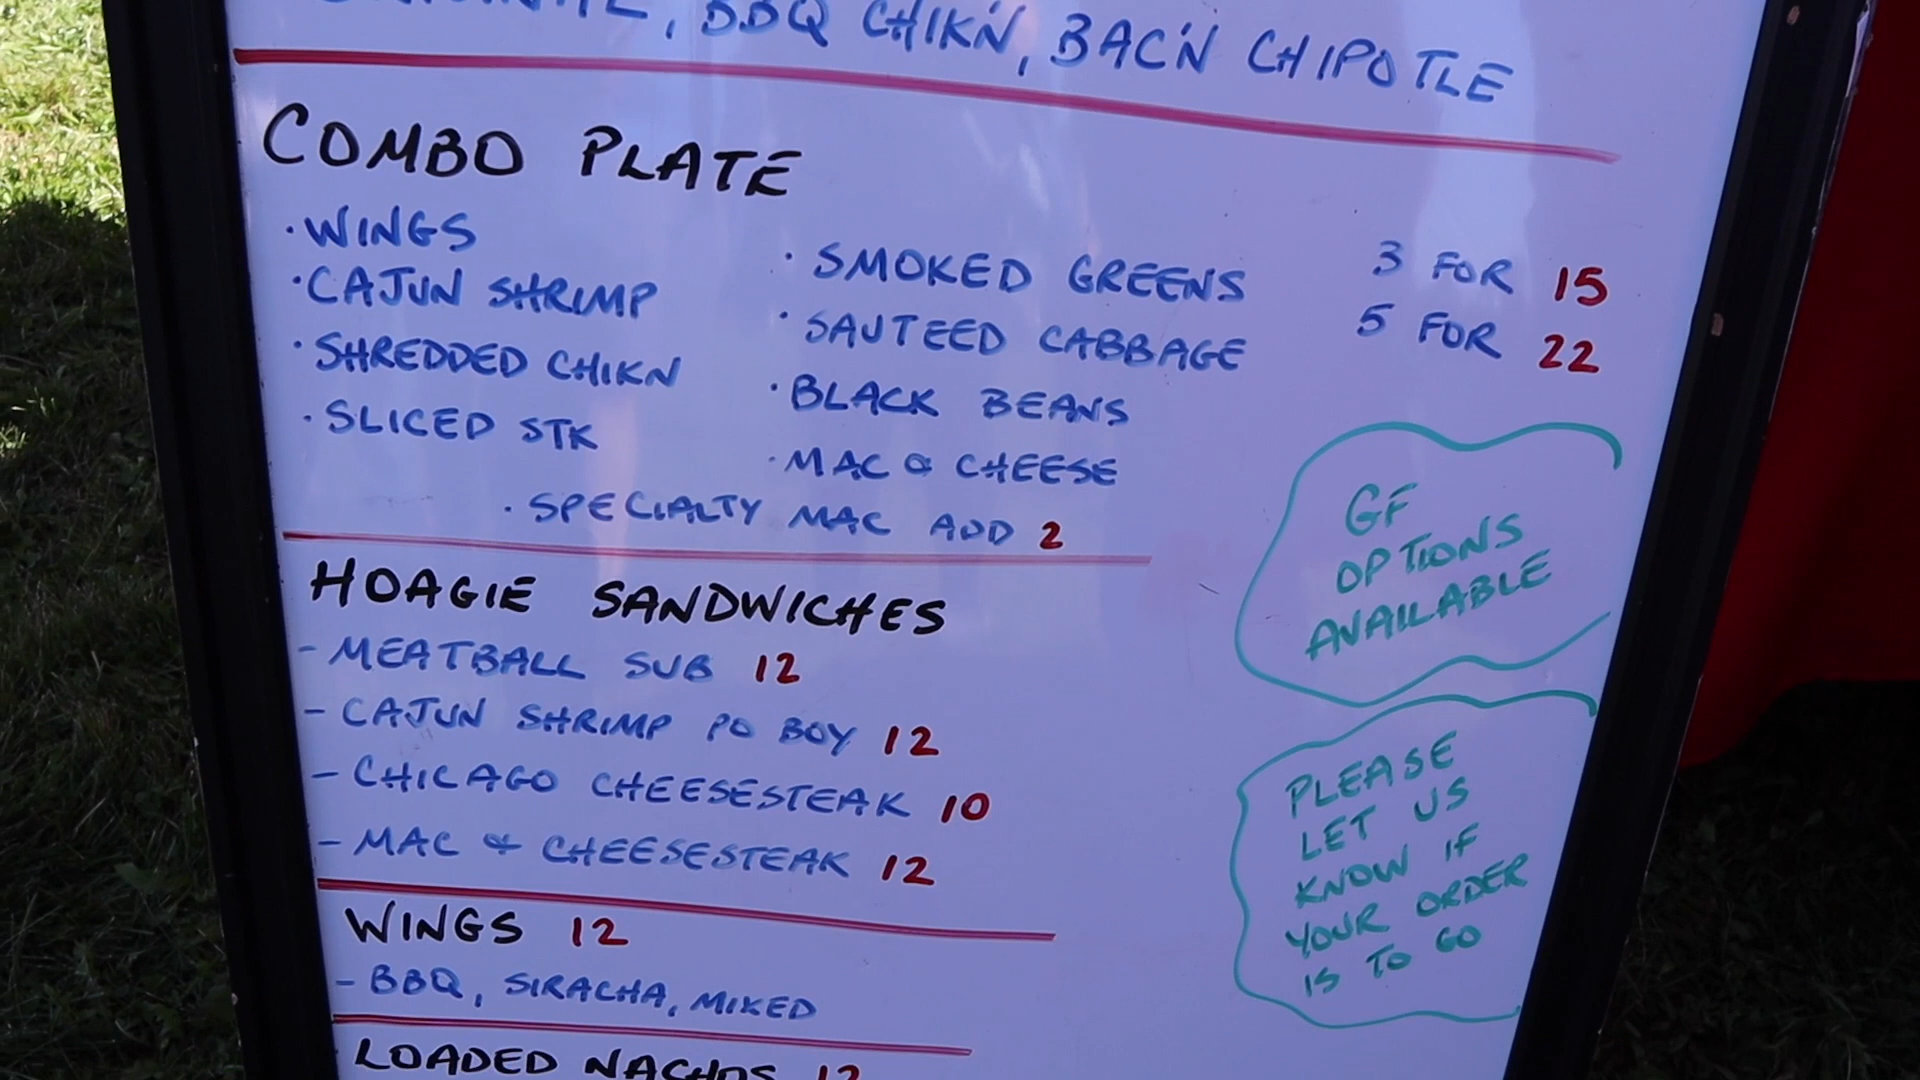 ORIGINAL, BBQ CHIK'N, BAC'N CHIPOTLE
COMBO PLATE
· WINGS
· CAJUN SHRIMP
· SHREDDED CHIKN
· SLICED STK
· SMOKED GREENS
· SAUTEED CABBAGE
· BLACK BEANS
· MAC & CHEESE
· SPECIALTY MAC ADD 2
3 FOR 15
5 FOR 22
GF
OPTIONS
AVAILABLE
HOAGIE SANDWICHES
- MEATBALL SUB 12
- CAJUN SHRIMP PO BOY 12
- CHICAGO CHEESESTEAK 10
- MAC & CHEESESTEAK 12
PLEASE
LET US
KNOW IF
YOUR ORDER
IS TO GO
WINGS 12
- BBQ, SIRACHA, MIXED
LOADED NACHOS 12